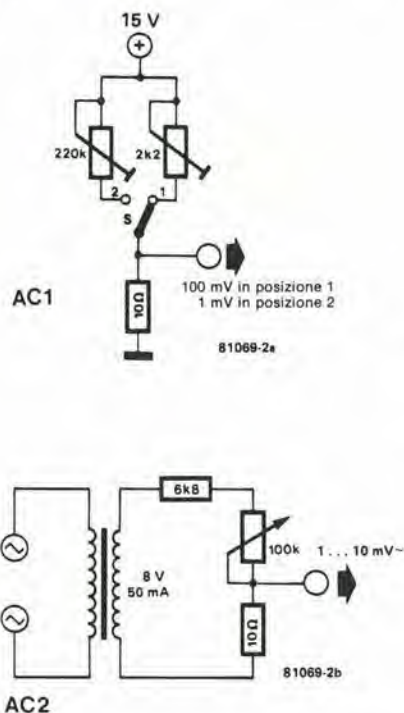 15 V
+
220k
2k2
2
1
S
100 mV in posizione 1
1 mV in posizione 2
10Ω
AC1
81069-2a
6k8
100k
1 ... 10 mV~
8 V
50 mA
10Ω
81069-2b
AC2